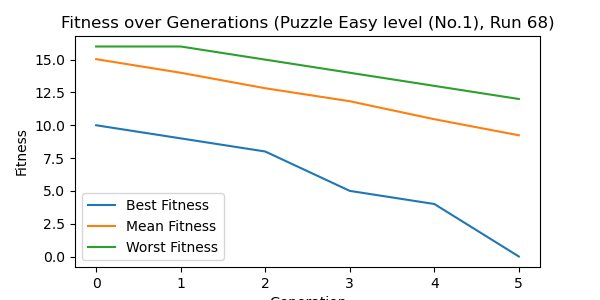 Fitness over Generations (Puzzle Easy level (No.1), Run 68)
15.0
12.5
10.0
7.5
5.0
2.5
0.0
Fitness
Best Fitness
Mean Fitness
Worst Fitness
0 1 2 3 4 5
Generation